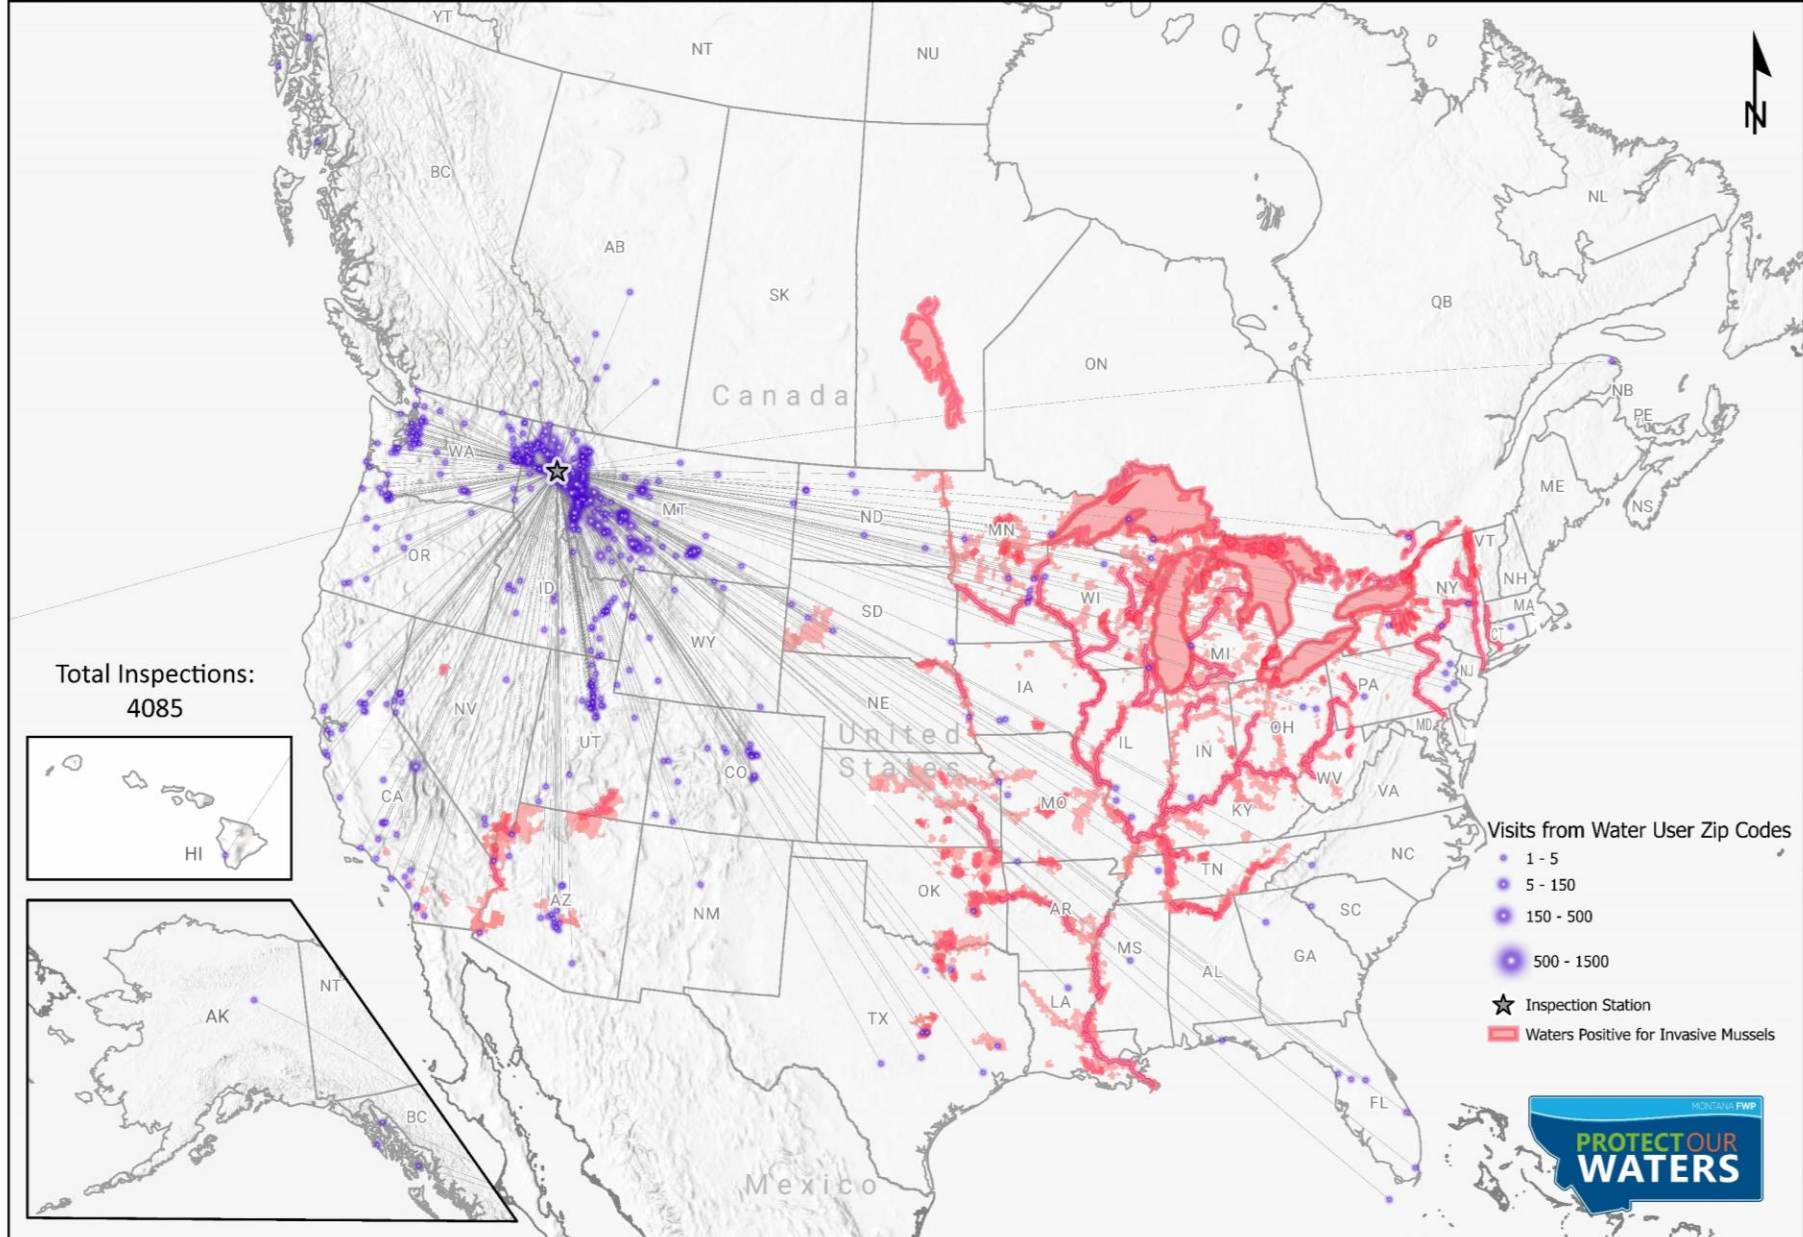 YT
NT
NU
BC
AB
SK
ON
QB
NL
N
Canada
NB
PE
ME
NS
WA
MT
ND
MN
VT
NH
NY
MA
CT
OR
ID
SD
WI
MI
WY
IA
PA
NJ
NV
UT
NE
United
States
IL
IN
OH
MD
CA
CO
MO
WV
VA
KY
AZ
NM
OK
AR
TN
NC
SC
MS
AL
GA
TX
LA
FL
Mexico
Total Inspections:
4085
HI
AK
NT
BC
Visits from Water User Zip Codes
1 - 5
5 - 150
150 - 500
500 - 1500
Inspection Station
Waters Positive for Invasive Mussels
MONTANA FWP
PROTECT OUR
WATERS